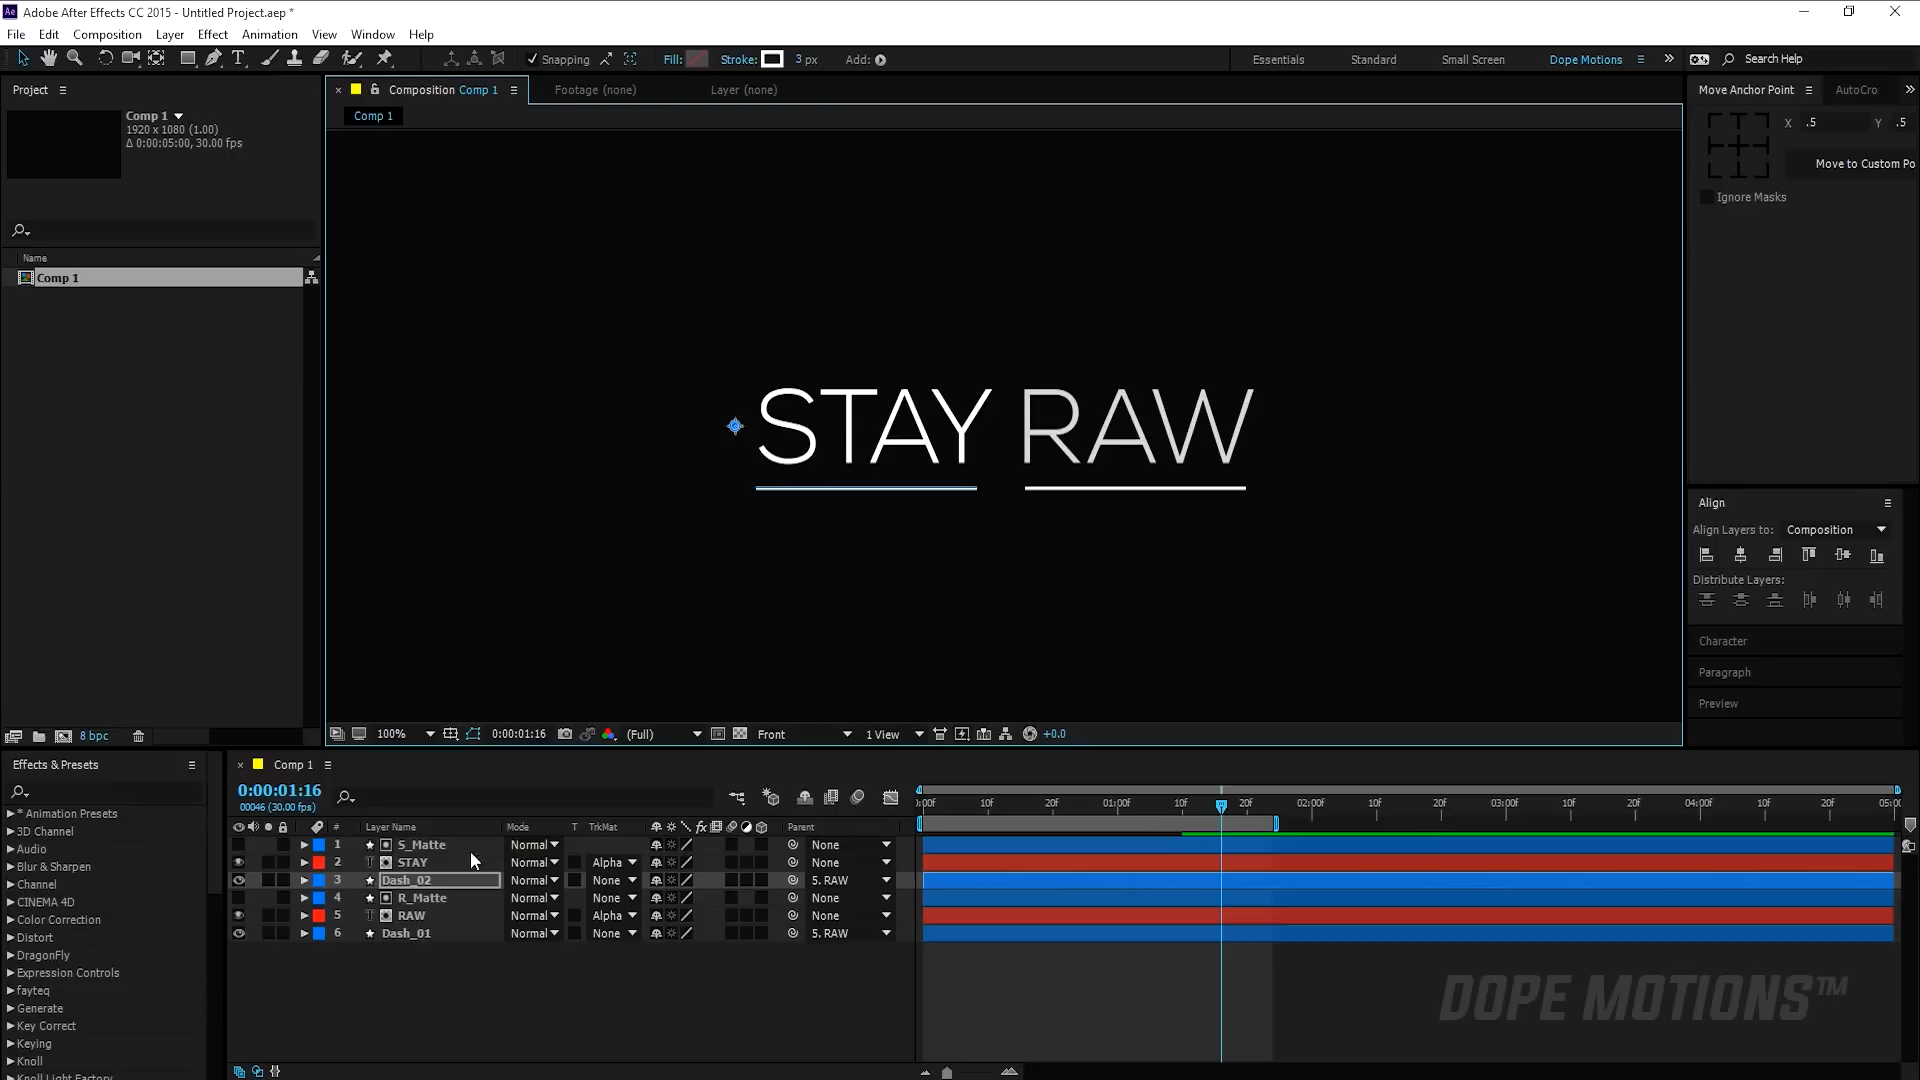 Ae Adobe After Effects CC 2015 - Untitled Project.aep *
File Edit Composition Layer Effect Animation View Window Help
Snapping Fill: Stroke: 3 px Add: Essentials Standard Small Screen Dope Motions Search Help
Project
Comp 1
1920 x 1080 (1.00)
Δ 0:00:05:00, 30.00 fps
Name
Comp 1
8 bpc
Composition Comp 1 Footage (none) Layer (none)
Comp 1
STAY RAW
100% 0:00:01:16 (Full) Front 1 View +0.0
Move Anchor Point AutoCro
X .5 Y .5
Move to Custom Po
Ignore Masks
Align
Align Layers to: Composition
Distribute Layers:
Character
Paragraph
Preview
Effects & Presets
* Animation Presets
3D Channel
Audio
Blur & Sharpen
Channel
CINEMA 4D
Color Correction
Distort
DragonFly
Expression Controls
fayteq
Generate
Key Correct
Keying
Knoll
Knoll Light Factory
Comp 1
0:00:01:16
00046 (30.00 fps)
):00f 10f 20f 01:00f 10f 20f 02:00f 10f 20f 03:00f 10f 20f 04:00f 10f 20f 05:0
# Layer Name Mode T TrkMat fx Parent
1 S_Matte Normal None
2 T STAY Normal Alpha None
3 Dash_02 Normal None 5. RAW
4 R_Matte Normal None
5 T RAW Normal Alpha None
6 Dash_01 Normal None 5. RAW
DOPE MOTIONS™